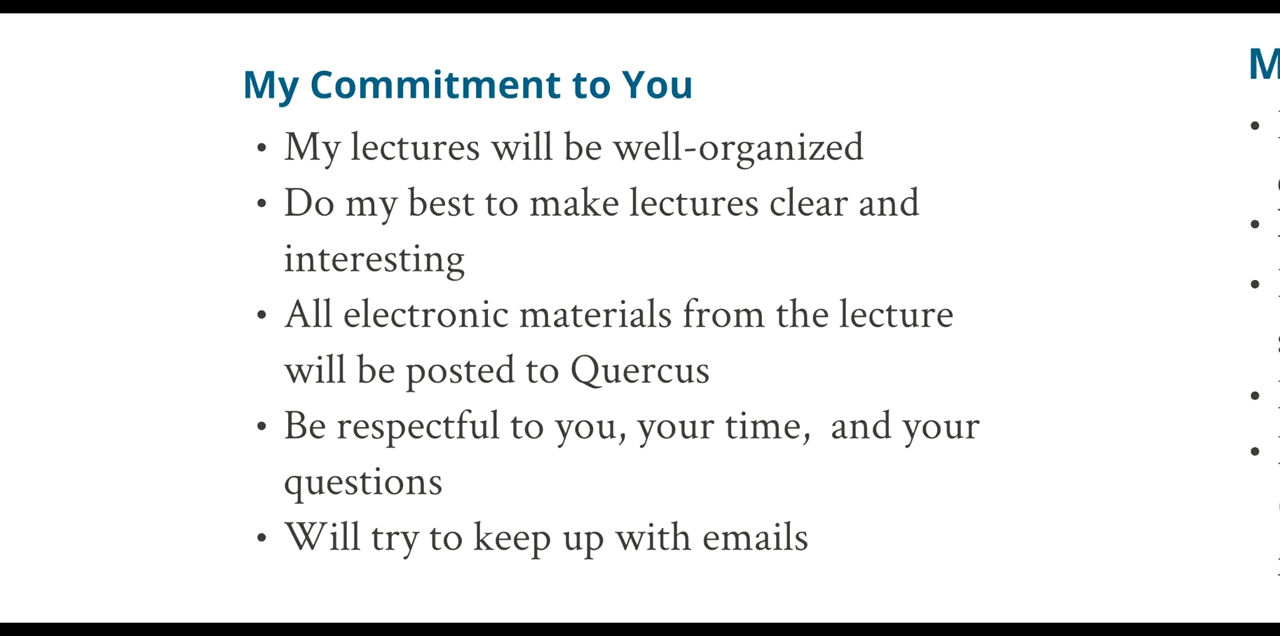 My Commitment to You
• My lectures will be well-organized
• Do my best to make lectures clear and
interesting
• All electronic materials from the lecture
will be posted to Quercus
• Be respectful to you, your time,  and your
questions
• Will try to keep up with emails